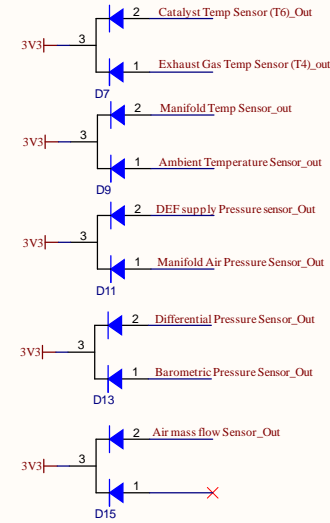 2 Catalyst Temp Sensor (T6)_Out
3V3 3
1 Exhaust Gas Temp Sensor (T4)_out
D7
2 Manifold Temp Sensor_out
3V3 3
1 Ambient Temperature Sensor_out
D9
2 DEF supply Pressure sensor_Out
3V3 3
1 Manifold Air Pressure Sensor_Out
D11
2 Differential Pressure Sensor_Out
3V3 3
1 Barometric Pressure Sensor_Out
D13
2 Air mass flow Sensor_Out
3V3 3
1
D15